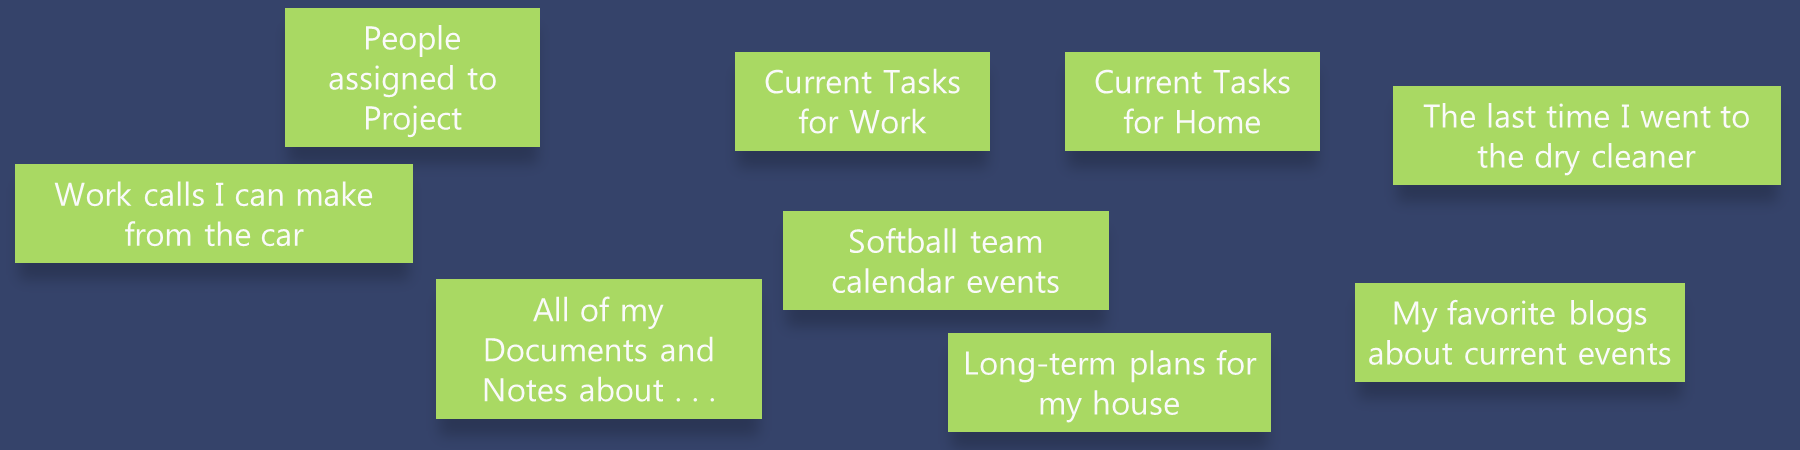 People
assigned to
Project
Current Tasks
for Work
Current Tasks
for Home
The last time I went to
the dry cleaner
Work calls I can make
from the car
Softball team
calendar events
All of my
Documents and
Notes about . . .
Long-term plans for
my house
My favorite blogs
about current events